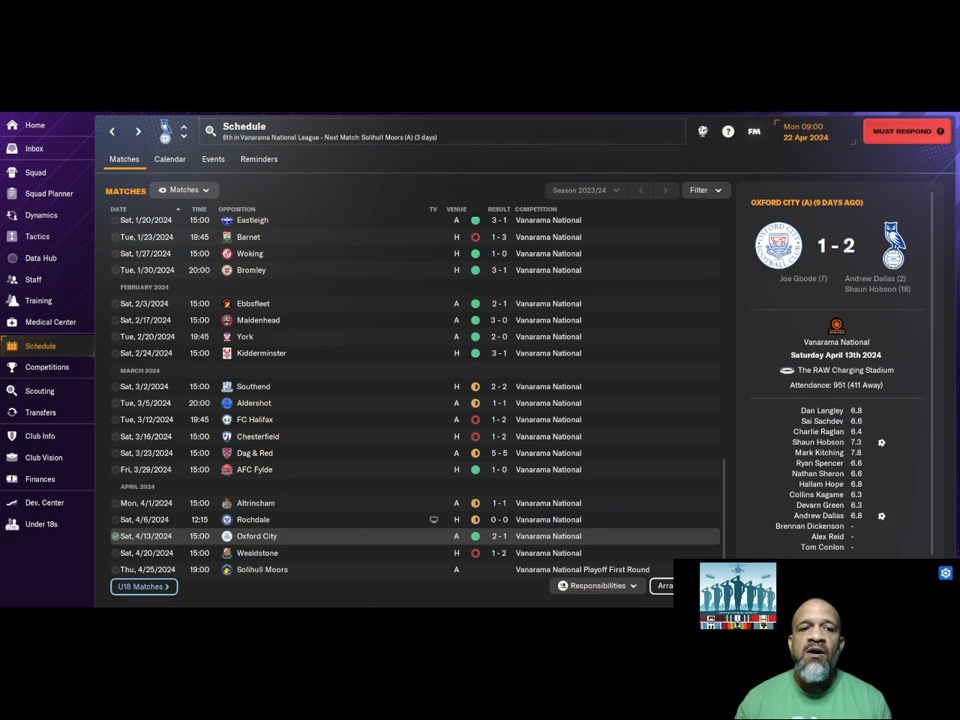 Home
Schedule
6th in Vanarama National League - Next Match: Solihull Moors (A) (3 days)
FM
Mon 09:00
22 Apr 2024
MUST RESPOND
Inbox
Matches Calendar Events Reminders
Squad
Squad Planner
MATCHES Matches Season 2023/24 Filter
DATE TIME OPPOSITION TV VENUE RESULT COMPETITION
Sat, 1/20/2024 15:00 Eastleigh A 3 - 1 Vanarama National
Tue, 1/23/2024 19:45 Barnet H 1 - 3 Vanarama National
Sat, 1/27/2024 15:00 Woking H 1 - 0 Vanarama National
Tue, 1/30/2024 20:00 Bromley H 3 - 1 Vanarama National
FEBRUARY 2024
Sat, 2/3/2024 15:00 Ebbsfleet A 2 - 1 Vanarama National
Sat, 2/17/2024 15:00 Maidenhead A 3 - 0 Vanarama National
Tue, 2/20/2024 19:45 York A 2 - 0 Vanarama National
Sat, 2/24/2024 15:00 Kidderminster H 3 - 1 Vanarama National
MARCH 2024
Sat, 3/2/2024 15:00 Southend H 2 - 2 Vanarama National
Tue, 3/5/2024 20:00 Aldershot A 1 - 1 Vanarama National
Tue, 3/12/2024 19:45 FC Halifax A 1 - 2 Vanarama National
Sat, 3/16/2024 15:00 Chesterfield H 1 - 2 Vanarama National
Sat, 3/23/2024 15:00 Dag & Red A 5 - 5 Vanarama National
Fri, 3/29/2024 15:00 AFC Fylde H 1 - 0 Vanarama National
APRIL 2024
Mon, 4/1/2024 15:00 Altrincham A 1 - 1 Vanarama National
Sat, 4/6/2024 12:15 Rochdale H 0 - 0 Vanarama National
Sat, 4/13/2024 15:00 Oxford City A 2 - 1 Vanarama National
Sat, 4/20/2024 15:00 Wealdstone H 1 - 2 Vanarama National
Thu, 4/25/2024 19:00 Solihull Moors A Vanarama National Playoff First Round
U18 Matches >
Responsibilities
Arra
Dynamics
Tactics
Data Hub
Staff
Training
Medical Center
Schedule
Competitions
Scouting
Transfers
Club Info
Club Vision
Finances
Dev. Center
Under 18s
OXFORD CITY (A) (9 DAYS AGO)
1 - 2
Joe Gbode (7) Andrew Dallas (2)
Shaun Hobson (18)
Vanarama National
Saturday April 13th 2024
The RAW Charging Stadium
Attendance: 951 (411 Away)
Dan Langley 6.8
Sai Sachdev 6.6
Charlie Raglan 6.4
Shaun Hobson 7.3
Mark Kitching 7.8
Ryan Spencer 6.6
Nathan Sheron 6.6
Hallam Hope 6.8
Collins Kagame 6.3
Devarn Green 6.3
Andrew Dallas 6.8
Brennan Dickenson -
Alex Reid -
Tom Conlon -